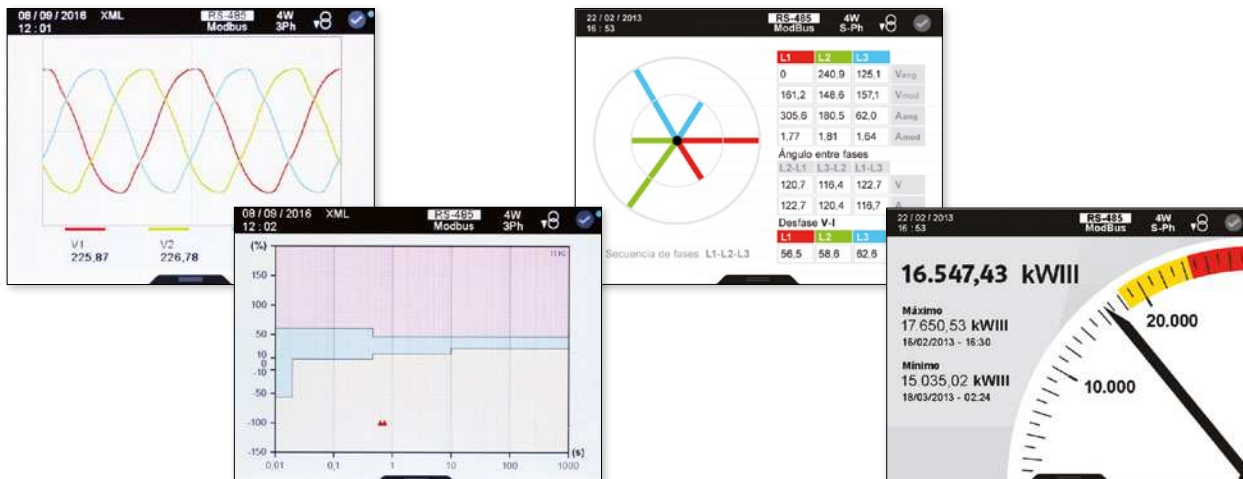 08/09/2016 XML RS-485 4W
12:01 Modbus 3Ph
V1 V2
225,87 226,78
22/02/2013 RS-485 4W
16:53 ModBus S-Ph
L1 L2 L3
0 240,9 125,1 Vang
161,2 148,6 157,1 Vmod
305,6 180,5 62,0 Aang
1,77 1,81 1,64 Amod
Ángulo entre fases
L2-L1 L3-L2 L1-L3
120,7 116,4 122,7 V
122,7 120,4 116,7 A
Desfase V-I
L1 L2 L3
Secuencia de fases L1-L2-L3 56,5 58,6 62,6
08/09/2016 XML RS-485 4W
12:02 Modbus 3Ph
(%)
150
100
50
10
0
-10
-50
-100
-150
(s)
0,01 0,1 1 10 100 1000
22/02/2013 RS-485 4W
16:53 ModBus S-Ph
16.547,43 kWIII
Máximo
17.650,53 kWIII
16/02/2013 - 16:30
Mínimo
15.035,02 kWIII
18/03/2013 - 02:24
20.000
10.000